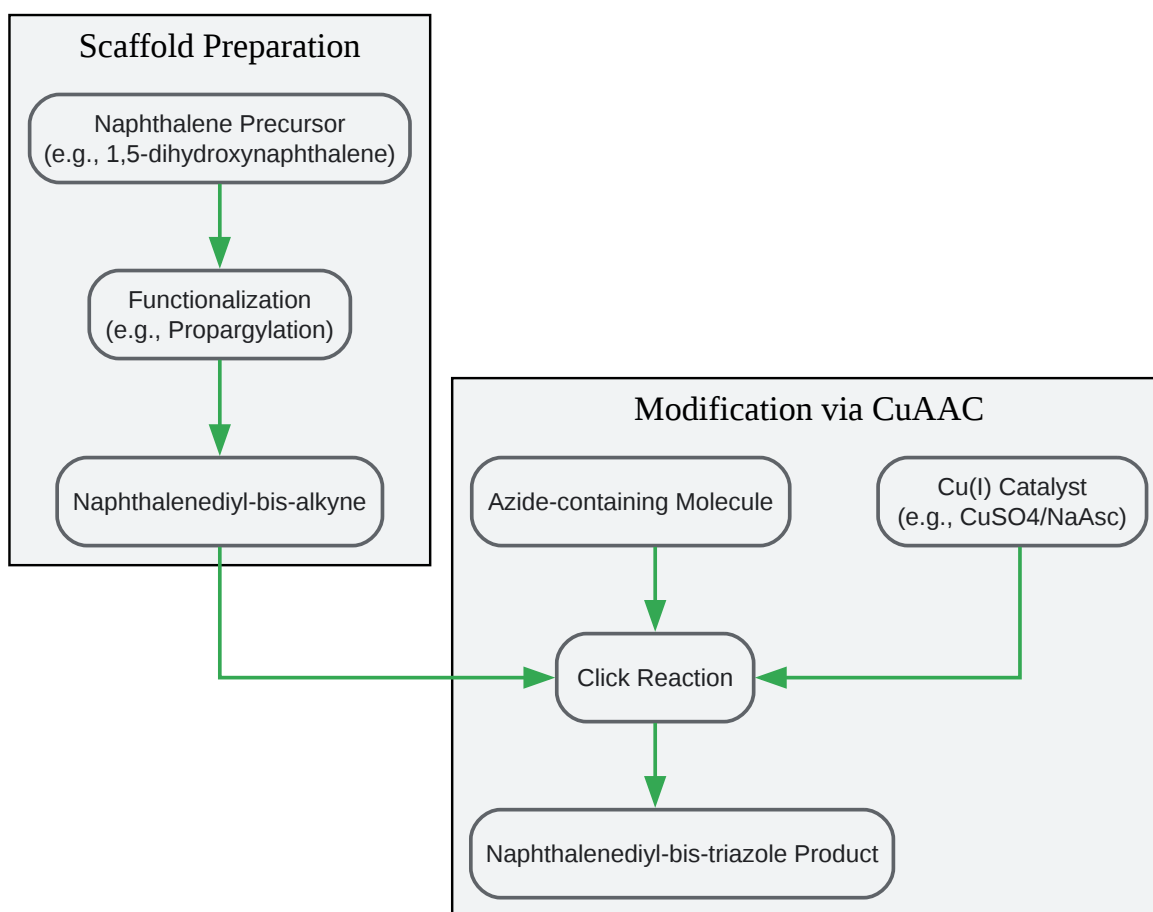 Scaffold Preparation
Naphthalene Precursor
(e.g., 1,5-dihydroxynaphthalene)
Functionalization
(e.g., Propargylation)
Naphthalenediyl-bis-alkyne
Modification via CuAAC
Azide-containing Molecule
Cu(I) Catalyst
(e.g., CuSO4/NaAsc)
Click Reaction
Naphthalenediyl-bis-triazole Product